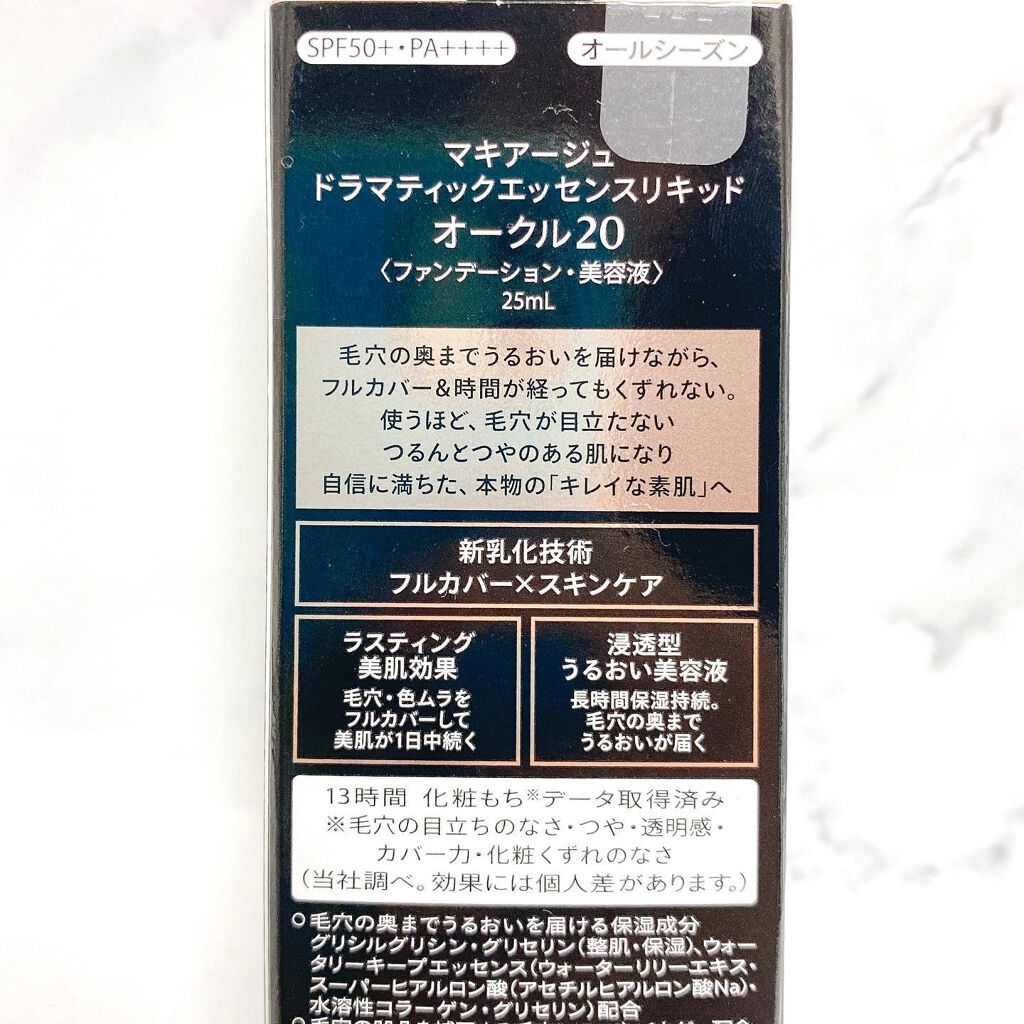 SPF50+・PA++++ オールシーズン
マキアージュ
ドラマティックエッセンスリキッド
オークル20
〈ファンデーション・美容液〉
25mL
毛穴の奥までうるおいを届けながら、
フルカバー&時間が経ってもくずれない。
使うほど、毛穴が目立たない
つるんとつやのある肌になり
自信に満ちた、本物の「キレイな素肌」へ
新乳化技術
フルカバー×スキンケア
ラスティング
美肌効果
毛穴・色ムラを
フルカバーして
美肌が1日中続く
浸透型
うるおい美容液
長時間保湿持続。
毛穴の奥まで
うるおいが届く
13時間 化粧もち※データ取得済み
※毛穴の目立ちのなさ・つや・透明感・
カバー力・化粧くずれのなさ
(当社調べ。効果には個人差があります。)
○毛穴の奥までうるおいを届ける保湿成分
グリシルグリシン・グリセリン(整肌・保湿)、ウォー
タリーキープエッセンス(ウォーターリリーエキス・
スーパーヒアルロン酸(アセチルヒアルロン酸Na)・
水溶性コラーゲン・グリセリン)配合